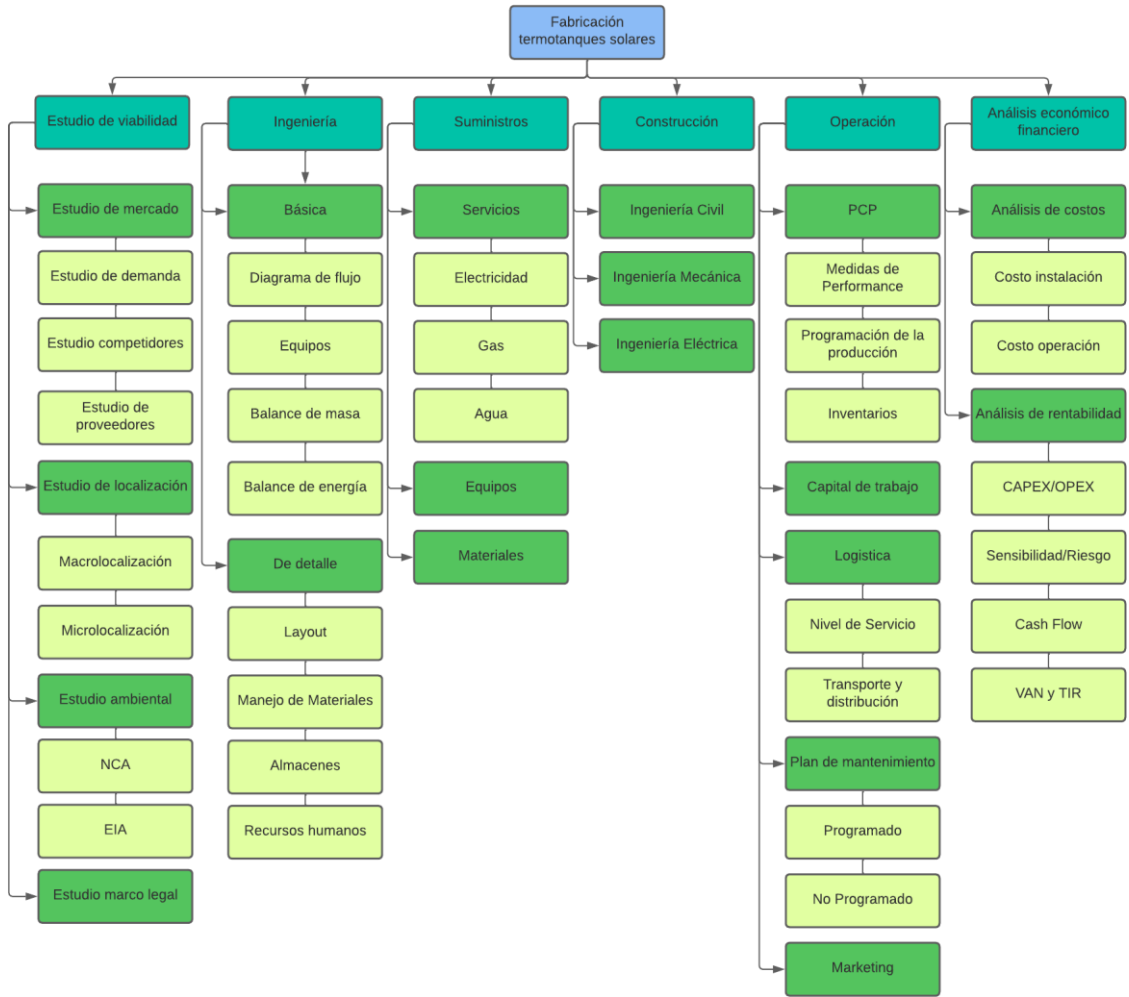 Fabricación
termotanques solares
Estudio de viabilidad
Ingeniería
Suministros
Construcción
Operación
Análisis económico
financiero
Estudio de mercado
Estudio de demanda
Estudio competidores
Estudio de
proveedores
Estudio de localización
Macrolocalización
Microlocalización
Estudio ambiental
NCA
EIA
Estudio marco legal
Básica
Diagrama de flujo
Equipos
Balance de masa
Balance de energía
De detalle
Layout
Manejo de Materiales
Almacenes
Recursos humanos
Servicios
Electricidad
Gas
Agua
Equipos
Materiales
Ingeniería Civil
Ingeniería Mecánica
Ingeniería Eléctrica
PCP
Medidas de
Performance
Programación de la
producción
Inventarios
Capital de trabajo
Logistica
Nivel de Servicio
Transporte y
distribución
Plan de mantenimiento
Programado
No Programado
Marketing
Análisis de costos
Costo instalación
Costo operación
Análisis de rentabilidad
CAPEX/OPEX
Sensibilidad/Riesgo
Cash Flow
VAN y TIR